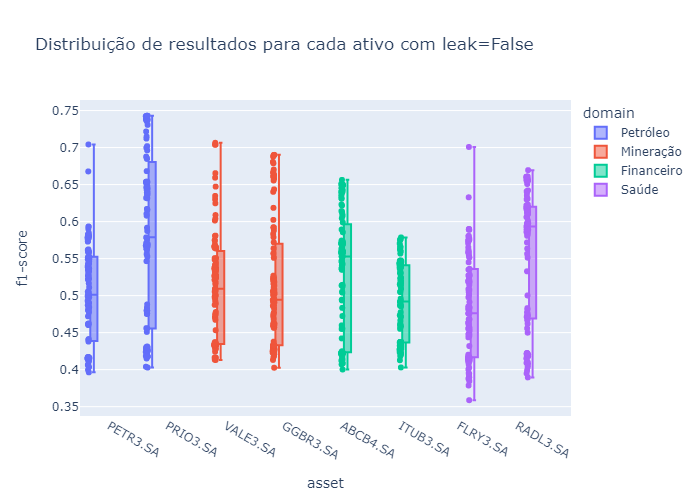 Distribuição de resultados para cada ativo com leak=False
domain
Petróleo
Mineração
Financeiro
Saúde
f1-score
0.75
0.7
0.65
0.6
0.55
0.5
0.45
0.4
0.35
PETR3.SA
PRIO3.SA
VALE3.SA
GGBR3.SA
ABCB4.SA
ITUB3.SA
FLRY3.SA
RADL3.SA
asset